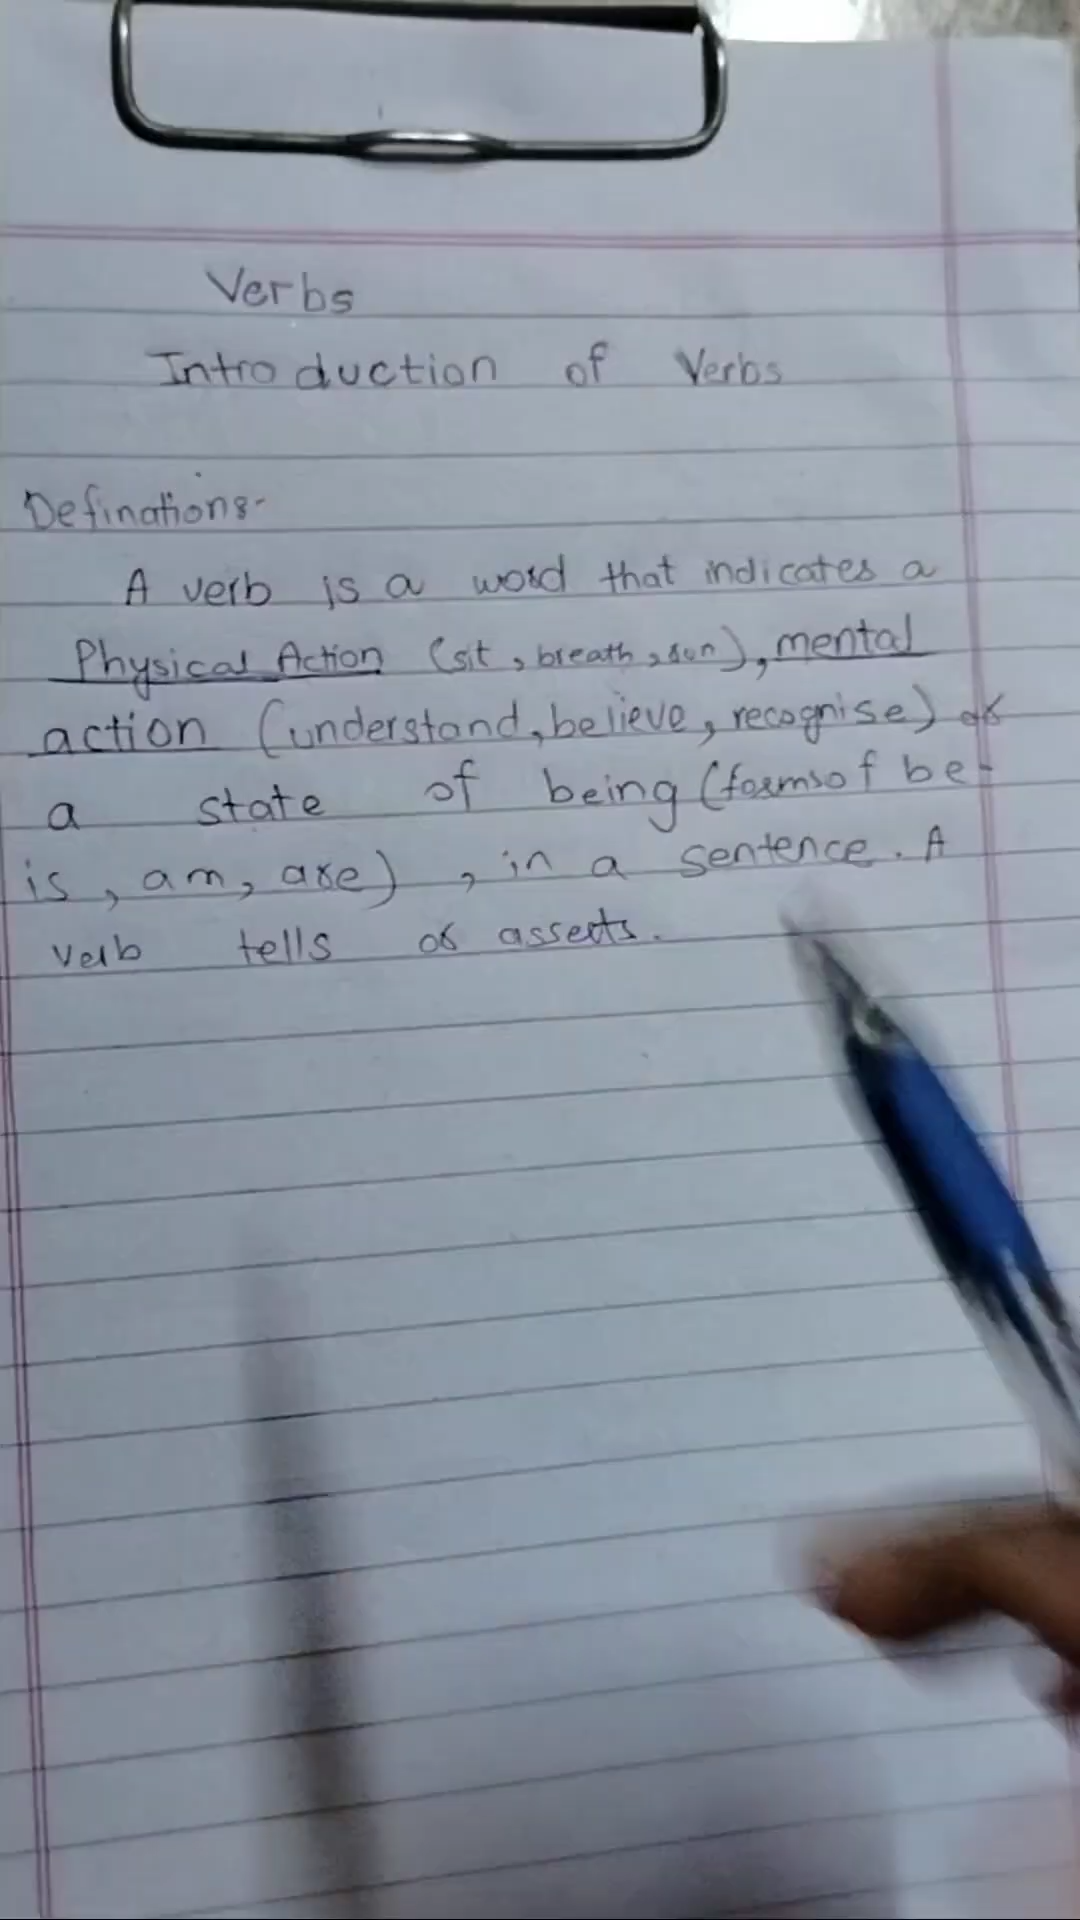 Verbs
Introduction of Verbs
Definations-
A verb is a word that indicates a
Physical Action (sit, breath, run), mental
action (understand, believe, recognise) or
a state of being (forms of be-
is, am, are), in a sentence. A
verb tells or asserts.